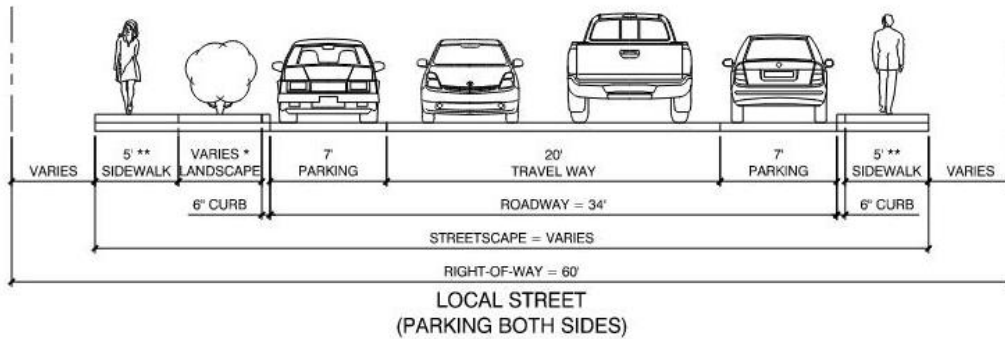 VARIES
5' **
SIDEWALK
VARIES *
LANDSCAPE
7'
PARKING
20'
TRAVEL WAY
7'
PARKING
5' **
SIDEWALK
VARIES
6" CURB
ROADWAY = 34'
6" CURB
STREETSCAPE = VARIES
RIGHT-OF-WAY = 60'
LOCAL STREET
(PARKING BOTH SIDES)